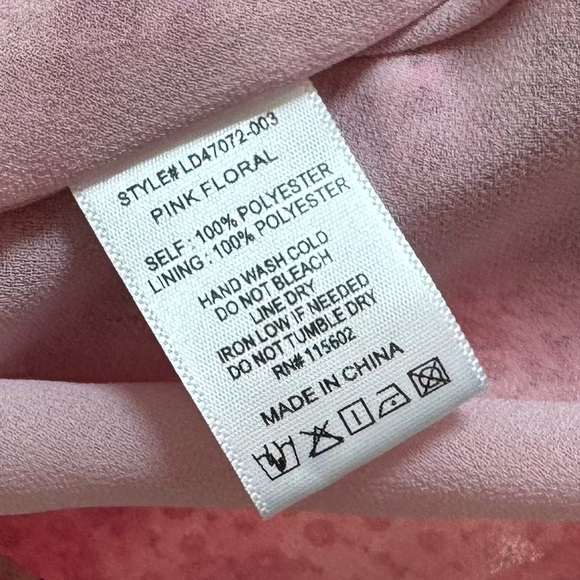 STYLE# LD47072-003
PINK FLORAL
SELF : 100% POLYESTER
LINING : 100% POLYESTER
HAND WASH COLD
DO NOT BLEACH
LINE DRY
IRON LOW IF NEEDED
DO NOT TUMBLE DRY
RN# 115602
MADE IN CHINA